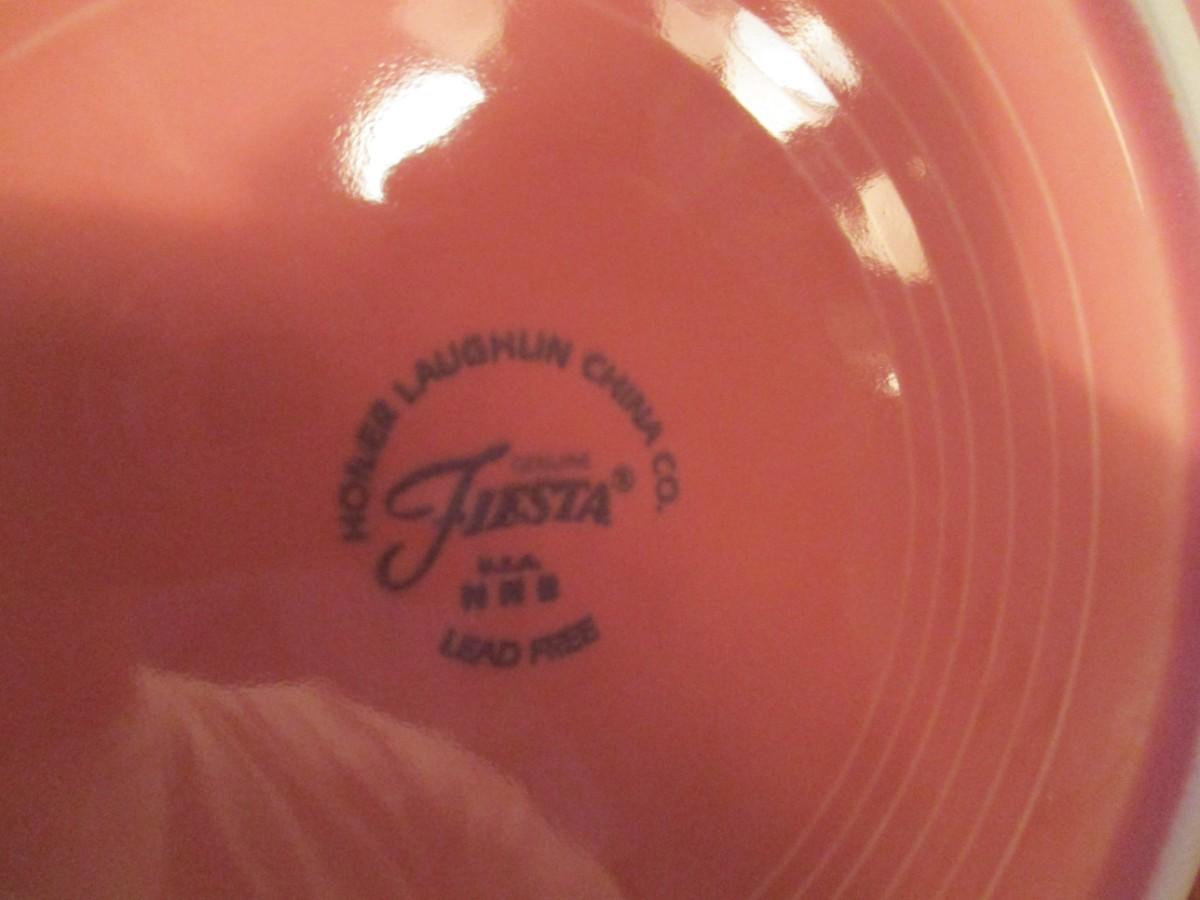 HOMER LAUGHLIN CHINA CO.
GENUINE
FIESTA®
U.S.A.
LEAD FREE